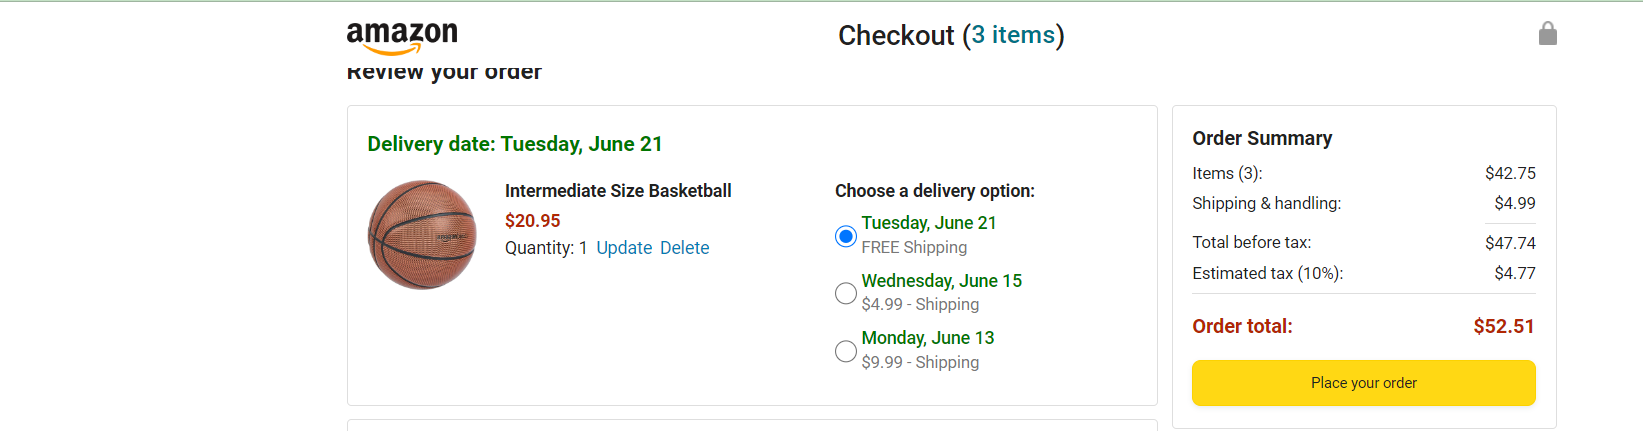 amazon
Checkout (3 items)
Review your order
Delivery date: Tuesday, June 21
Intermediate Size Basketball
$20.95
Quantity: 1 Update Delete
Choose a delivery option:
Tuesday, June 21
FREE Shipping
Wednesday, June 15
$4.99 - Shipping
Monday, June 13
$9.99 - Shipping
Order Summary
Items (3): $42.75
Shipping & handling: $4.99
Total before tax: $47.74
Estimated tax (10%): $4.77
Order total: $52.51
Place your order